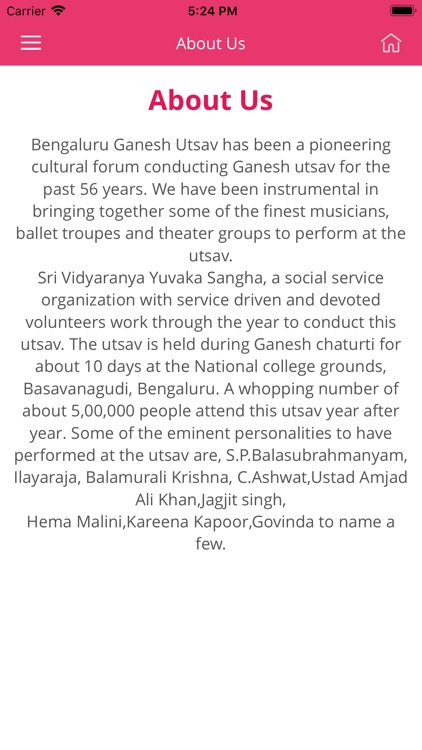 Carrier 5:24 PM
About Us
About Us
Bengaluru Ganesh Utsav has been a pioneering
cultural forum conducting Ganesh utsav for the
past 56 years. We have been instrumental in
bringing together some of the finest musicians,
ballet troupes and theater groups to perform at the
utsav.
Sri Vidyaranya Yuvaka Sangha, a social service
organization with service driven and devoted
volunteers work through the year to conduct this
utsav. The utsav is held during Ganesh chaturti for
about 10 days at the National college grounds,
Basavanagudi, Bengaluru. A whopping number of
about 5,00,000 people attend this utsav year after
year. Some of the eminent personalities to have
performed at the utsav are, S.P.Balasubrahmanyam,
Ilayaraja, Balamurali Krishna, C.Ashwat,Ustad Amjad
Ali Khan,Jagjit singh,
Hema Malini,Kareena Kapoor,Govinda to name a
few.